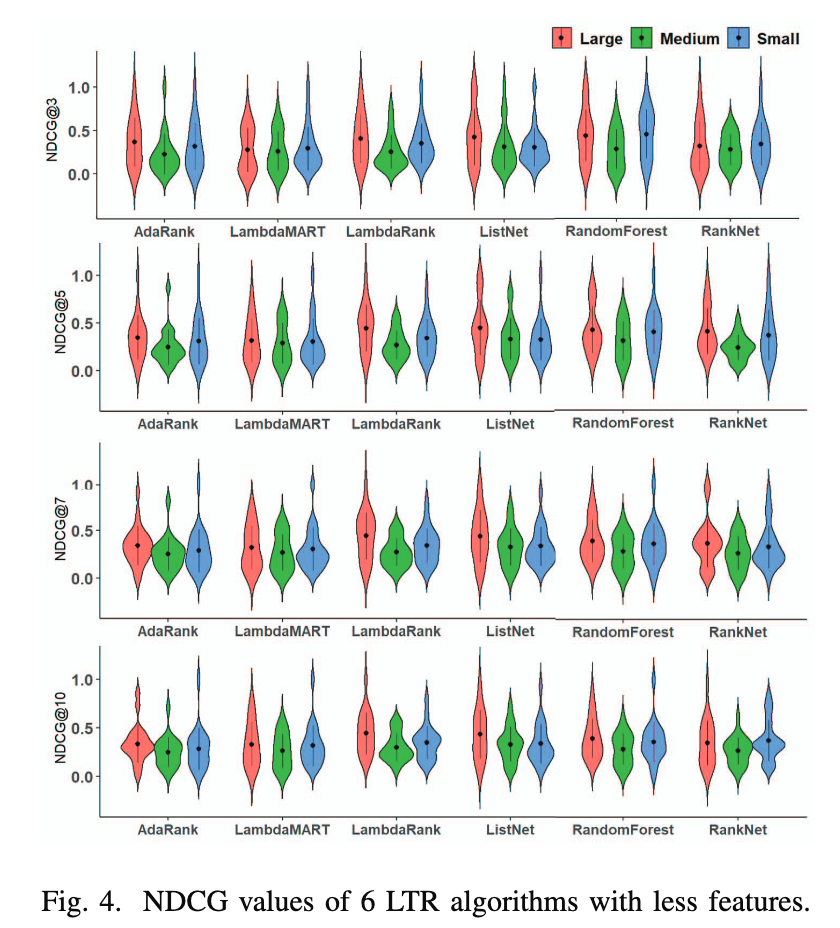 Large Medium Small
NDCG@3
1.0
0.5
0.0
AdaRank LambdaMART LambdaRank ListNet RandomForest RankNet
NDCG@5
1.0
0.5
0.0
AdaRank LambdaMART LambdaRank ListNet RandomForest RankNet
NDCG@7
1.0
0.5
0.0
AdaRank LambdaMART LambdaRank ListNet RandomForest RankNet
NDCG@10
1.0
0.5
0.0
AdaRank LambdaMART LambdaRank ListNet RandomForest RankNet
Fig. 4. NDCG values of 6 LTR algorithms with less features.